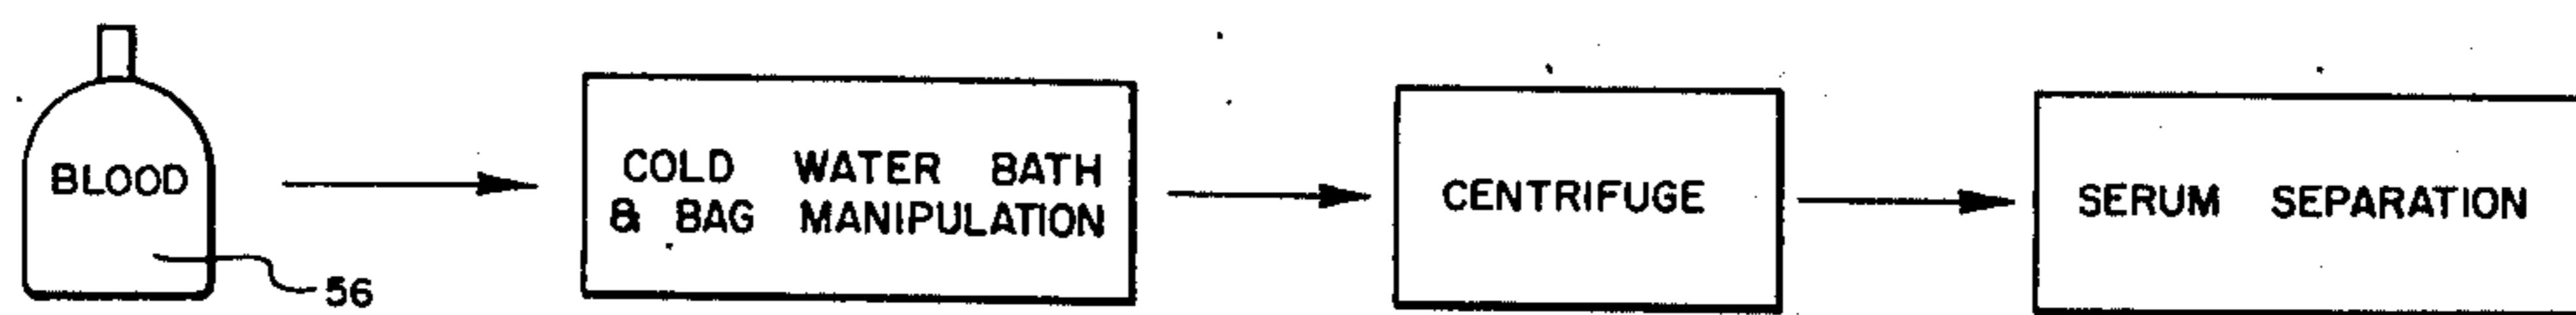 BLOOD
56
COLD WATER BATH
& BAG MANIPULATION
CENTRIFUGE
SERUM SEPARATION